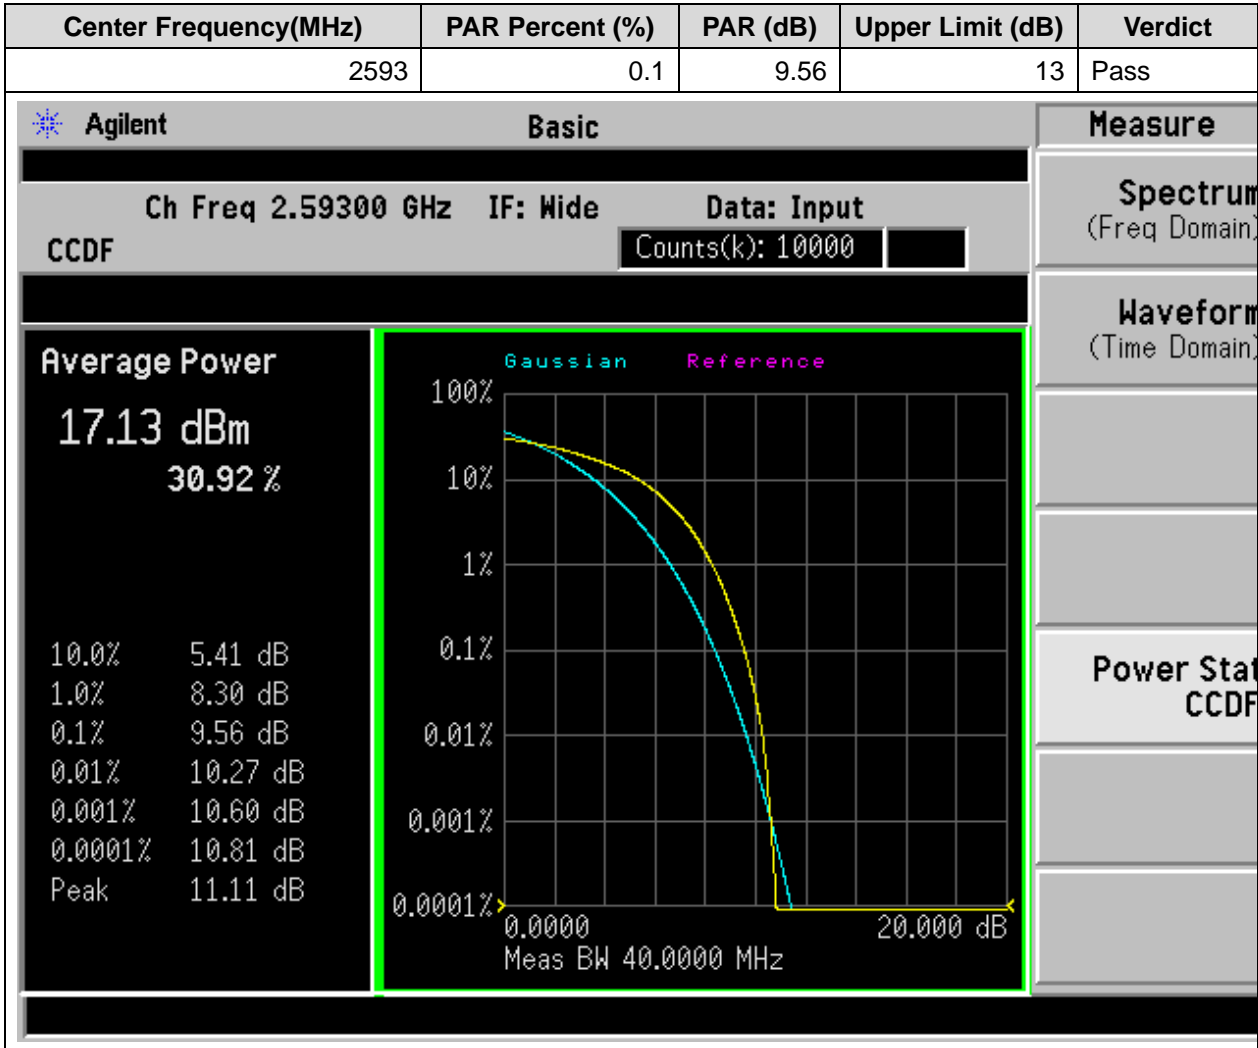 Center Frequency(MHz) PAR Percent (%) PAR (dB) Upper Limit (dB) Verdict
2593 0.1 9.56 13 Pass
Agilent Basic Measure
Ch Freq 2.59300 GHz IF: Wide Data: Input
CCDF Counts(k): 10000
Spectrum
(Freq Domain)
Waveform
(Time Domain)
Power Stat
CCDF
Average Power
17.13 dBm
30.92 %
10.0% 5.41 dB
1.0% 8.30 dB
0.1% 9.56 dB
0.01% 10.27 dB
0.001% 10.60 dB
0.0001% 10.81 dB
Peak 11.11 dB
Gaussian Reference
100%
10%
1%
0.1%
0.01%
0.001%
0.0001%
0.0000 20.000 dB
Meas BW 40.0000 MHz